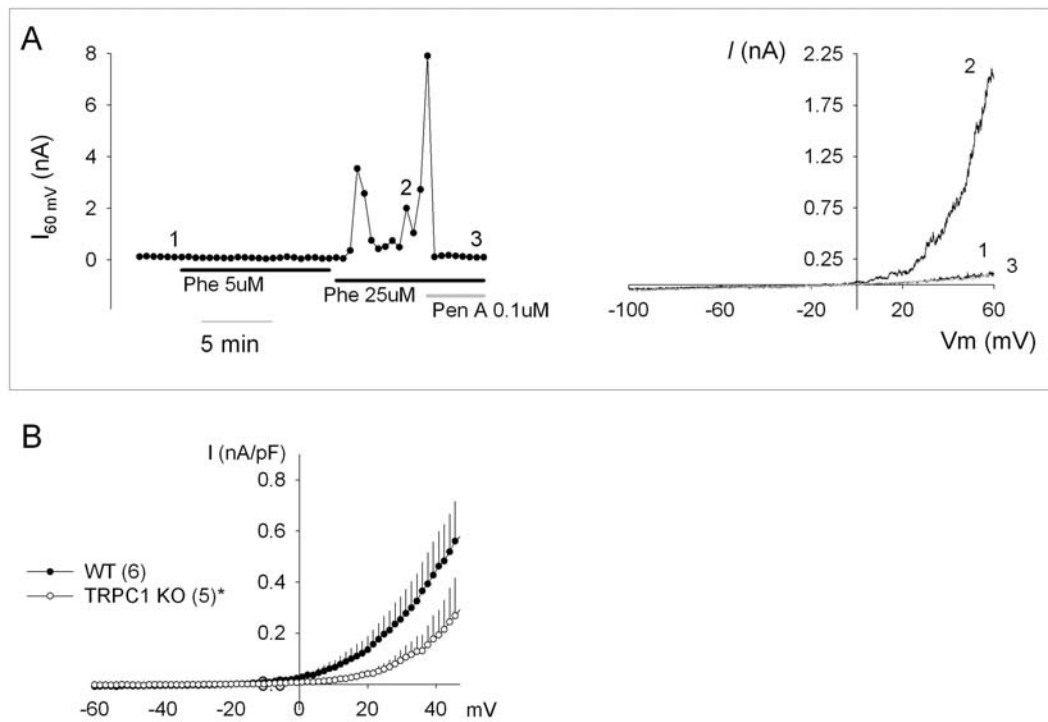 A
I60 mV (nA)
8
6
4
2
0
1
2
3
Phe 5uM
Phe 25uM
Pen A 0.1uM
5 min
I (nA)
2.25
1.75
1.25
0.75
0.25
2
1
3
-100
-60
-20
20
60
Vm (mV)
B
I (nA/pF)
0.8
0.6
0.4
0.2
WT (6)
TRPC1 KO (5)*
-60
-40
-20
0
20
40
mV